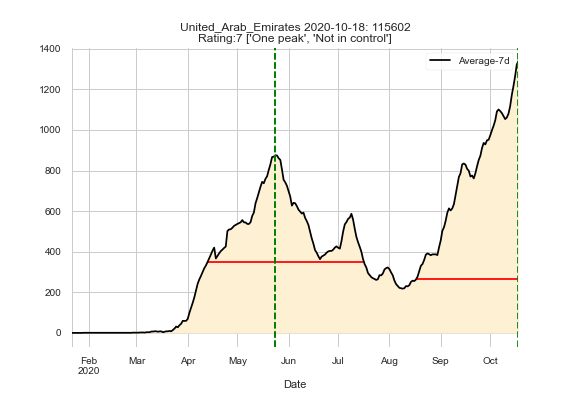 United_Arab_Emirates 2020-10-18: 115602
Rating:7 ['One peak', 'Not in control']
1400
1200
1000
800
600
400
200
0
Average-7d
Feb Mar Apr May Jun Jul Aug Sep Oct
2020
Date